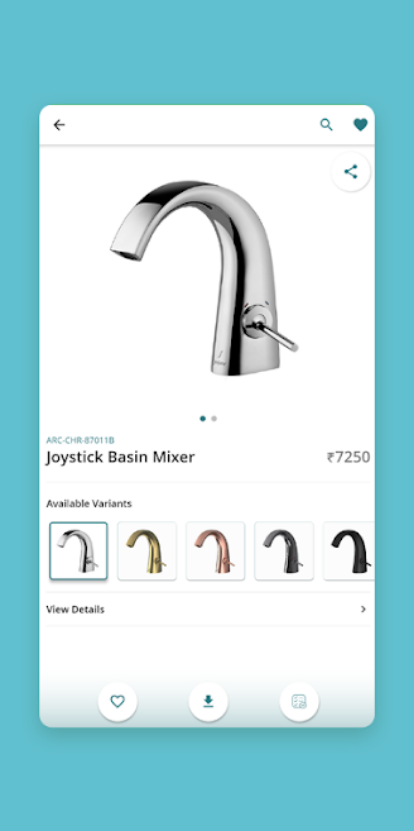 ARC-CHR-87011B
Joystick Basin Mixer ₹7250
Available Variants
View Details